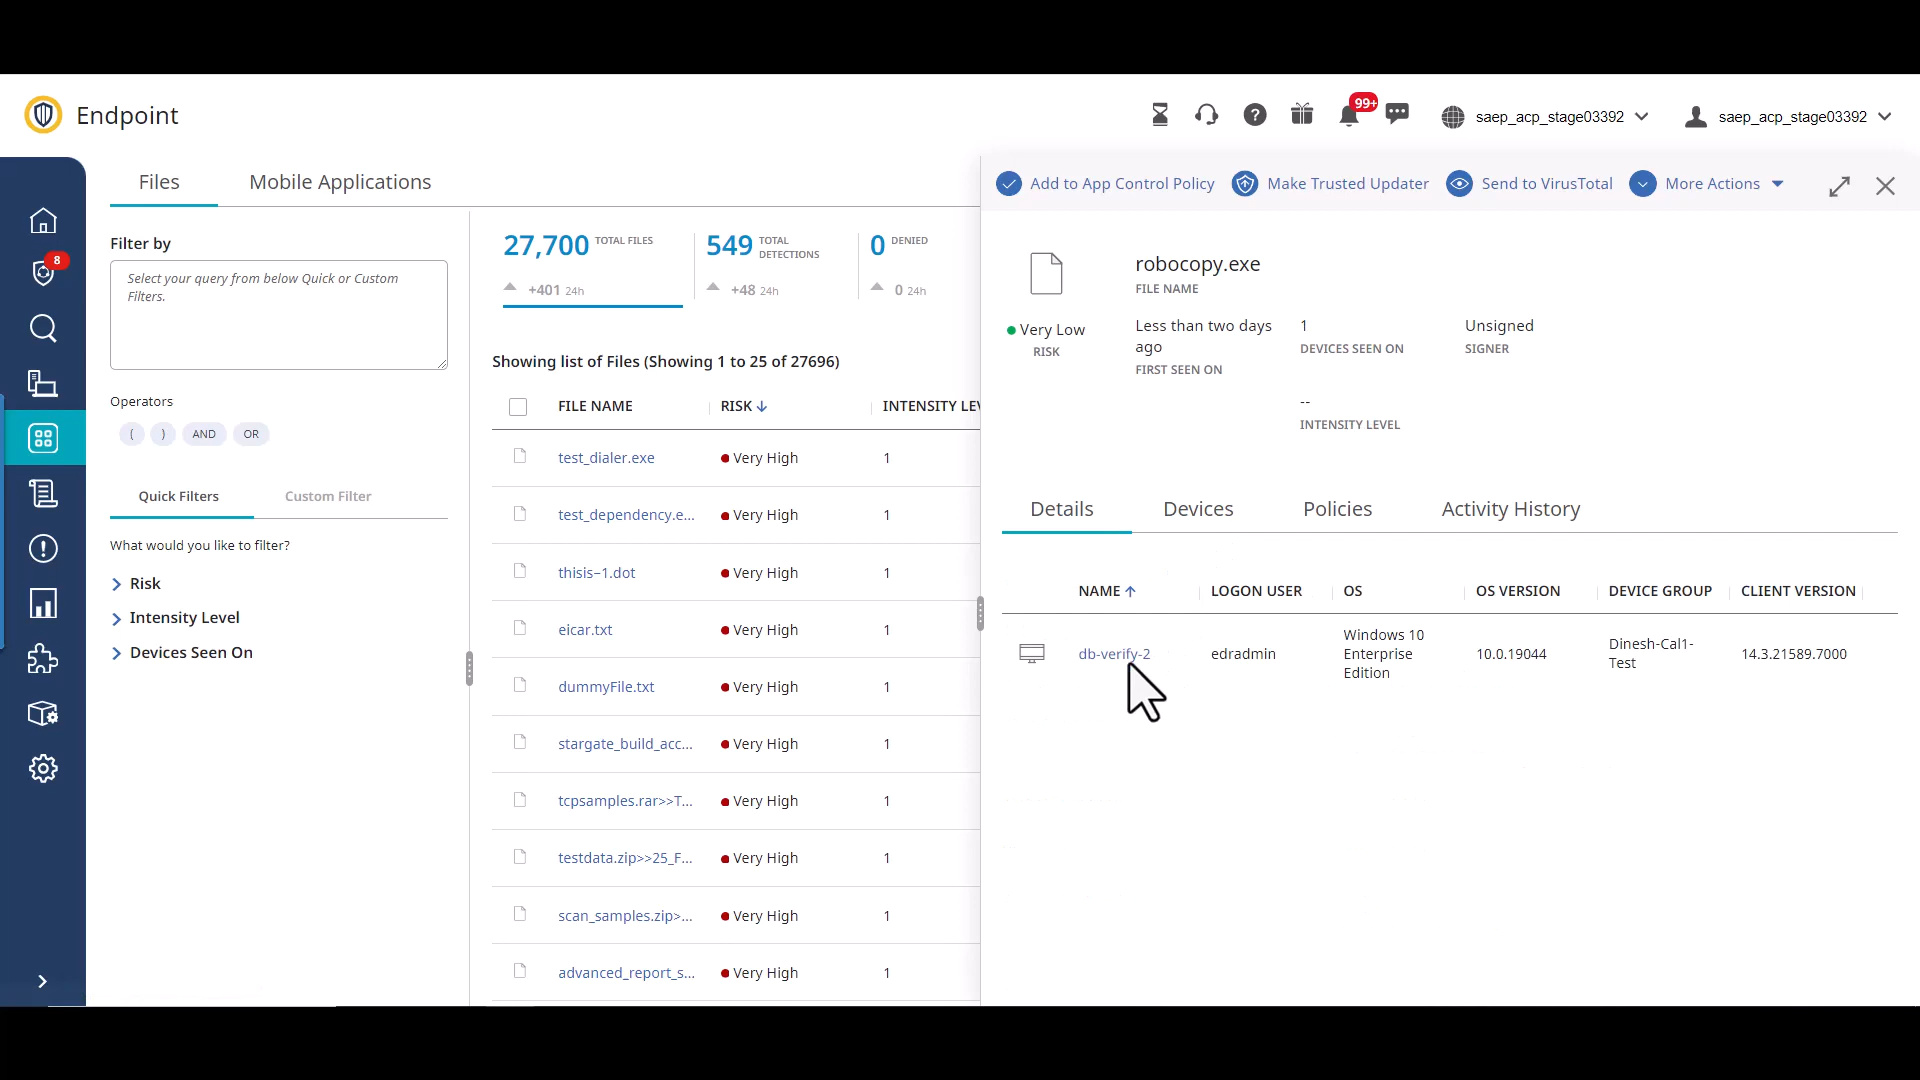 Endpoint
99+
saep_acp_stage03392
saep_acp_stage03392
8
Files
Mobile Applications
Filter by
Select your query from below Quick or Custom
Filters.
Operators
(
)
AND
OR
Quick Filters
Custom Filter
What would you like to filter?
Risk
Intensity Level
Devices Seen On
27,700 TOTAL FILES
+401 24h
549 TOTAL
DETECTIONS
+48 24h
0 DENIED
0 24h
Showing list of Files (Showing 1 to 25 of 27696)
FILE NAME RISK INTENSITY LEV
test_dialer.exe Very High 1
test_dependency.e... Very High 1
thisis~1.dot Very High 1
eicar.txt Very High 1
dummyFile.txt Very High 1
stargate_build_acc... Very High 1
tcpsamples.rar>>T... Very High 1
testdata.zip>>25_F... Very High 1
scan_samples.zip>... Very High 1
advanced_report_s... Very High 1
Add to App Control Policy
Make Trusted Updater
Send to VirusTotal
More Actions
robocopy.exe
FILE NAME
Very Low
RISK
Less than two days
ago
FIRST SEEN ON
1
DEVICES SEEN ON
Unsigned
SIGNER
--
INTENSITY LEVEL
Details
Devices
Policies
Activity History
NAME LOGON USER OS OS VERSION DEVICE GROUP CLIENT VERSION
db-verify-2
edradmin
Windows 10
Enterprise
Edition
10.0.19044
Dinesh-Cal1-
Test
14.3.21589.7000